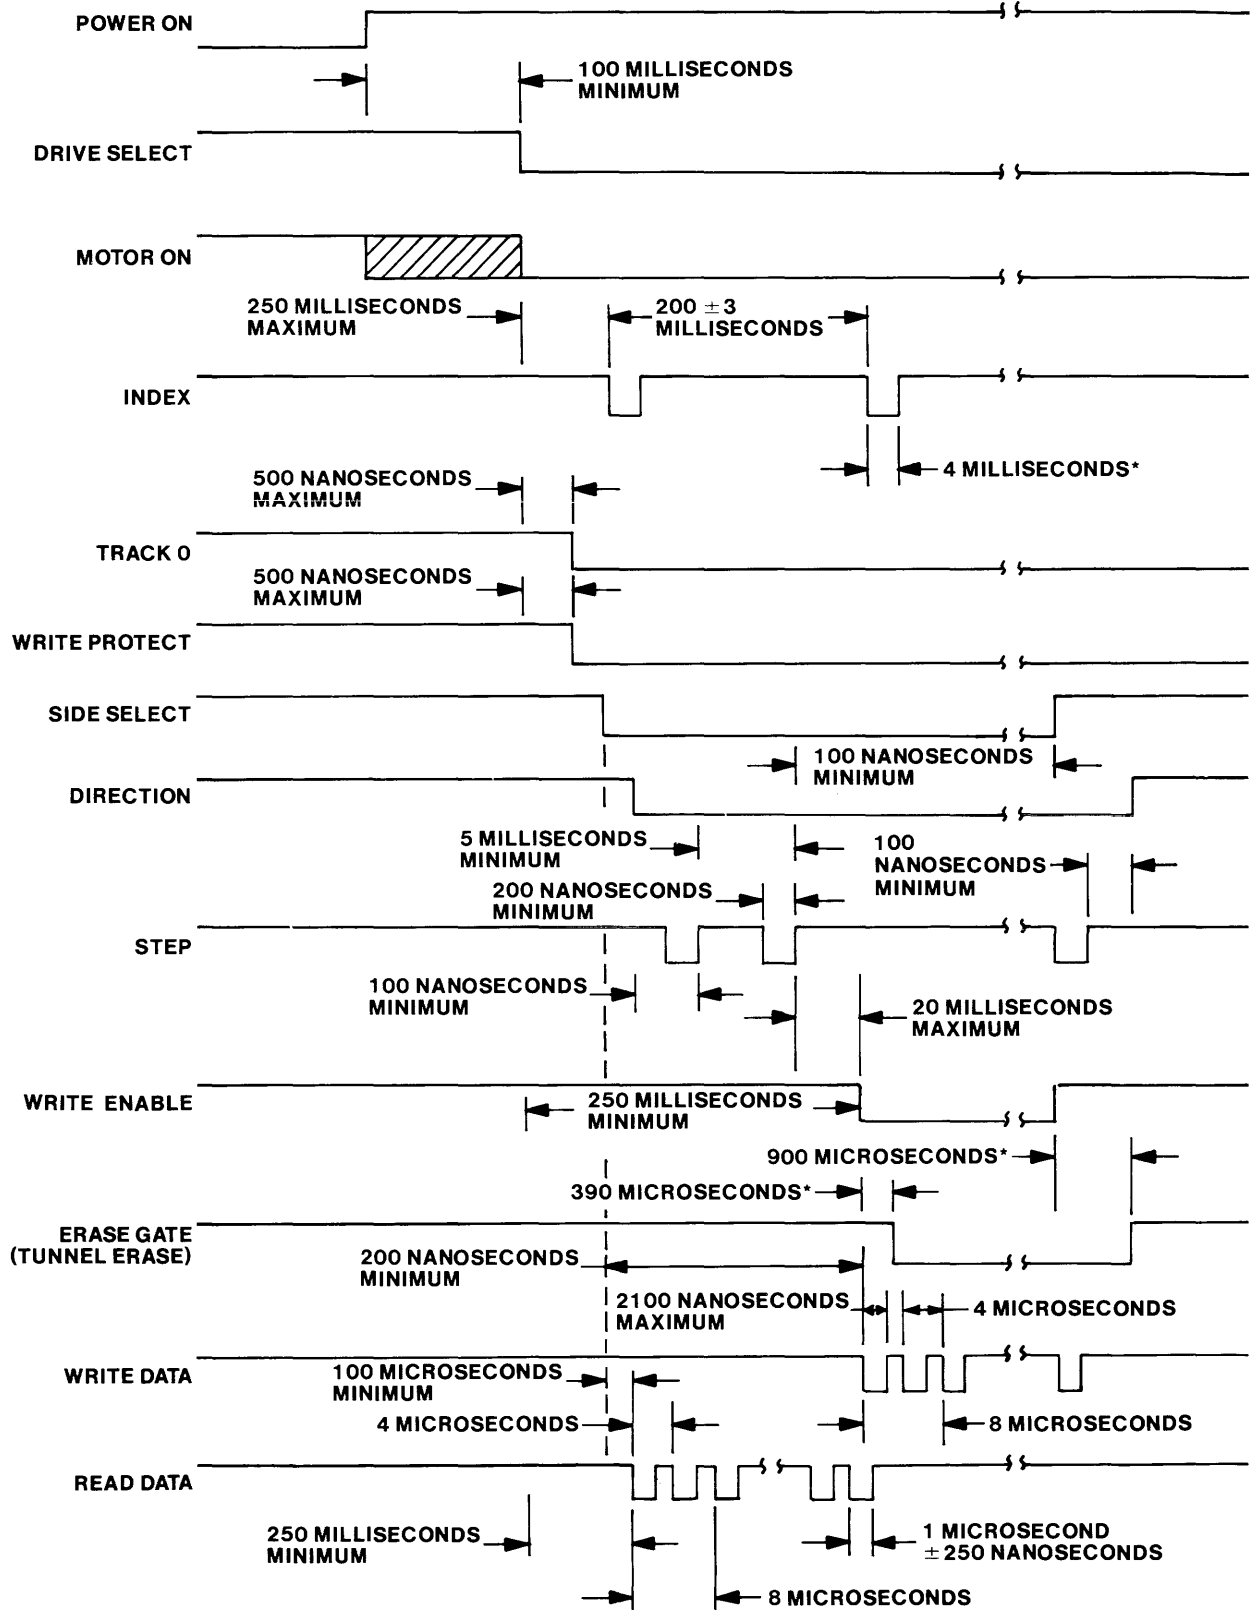 POWER ON
100 MILLISECONDS
MINIMUM
DRIVE SELECT
MOTOR ON
250 MILLISECONDS
MAXIMUM
200 ±3
MILLISECONDS
INDEX
4 MILLISECONDS*
500 NANOSECONDS
MAXIMUM
TRACK 0
500 NANOSECONDS
MAXIMUM
WRITE PROTECT
SIDE SELECT
100 NANOSECONDS
MINIMUM
DIRECTION
5 MILLISECONDS
MINIMUM
100
NANOSECONDS
MINIMUM
200 NANOSECONDS
MINIMUM
STEP
100 NANOSECONDS
MINIMUM
20 MILLISECONDS
MAXIMUM
WRITE ENABLE
250 MILLISECONDS
MINIMUM
900 MICROSECONDS*
390 MICROSECONDS*
ERASE GATE
(TUNNEL ERASE)
200 NANOSECONDS
MINIMUM
2100 NANOSECONDS
MAXIMUM
4 MICROSECONDS
WRITE DATA
100 MICROSECONDS
MINIMUM
4 MICROSECONDS
8 MICROSECONDS
READ DATA
250 MILLISECONDS
MINIMUM
1 MICROSECOND
±250 NANOSECONDS
8 MICROSECONDS